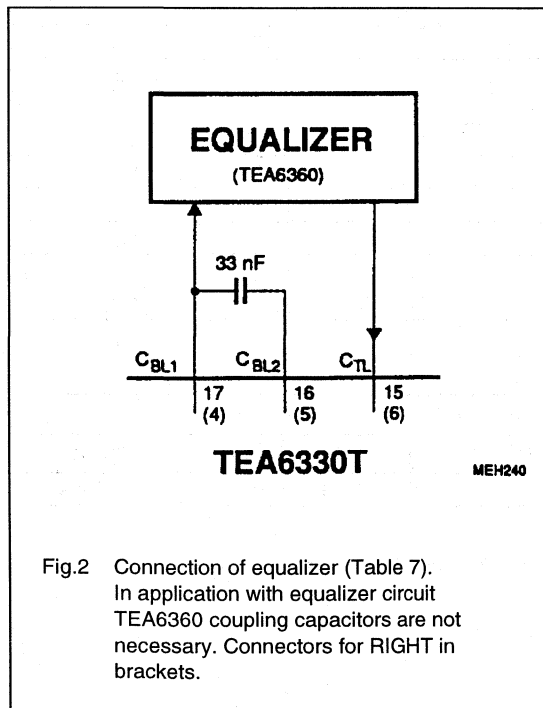 EQUALIZER
(TEA6360)
33 nF
C_BL1 C_BL2 C_TL
17 16 15
(4) (5) (6)
TEA6330T
MEH240
Fig.2 Connection of equalizer (Table 7).
In application with equalizer circuit
TEA6360 coupling capacitors are not
necessary. Connectors for RIGHT in
brackets.